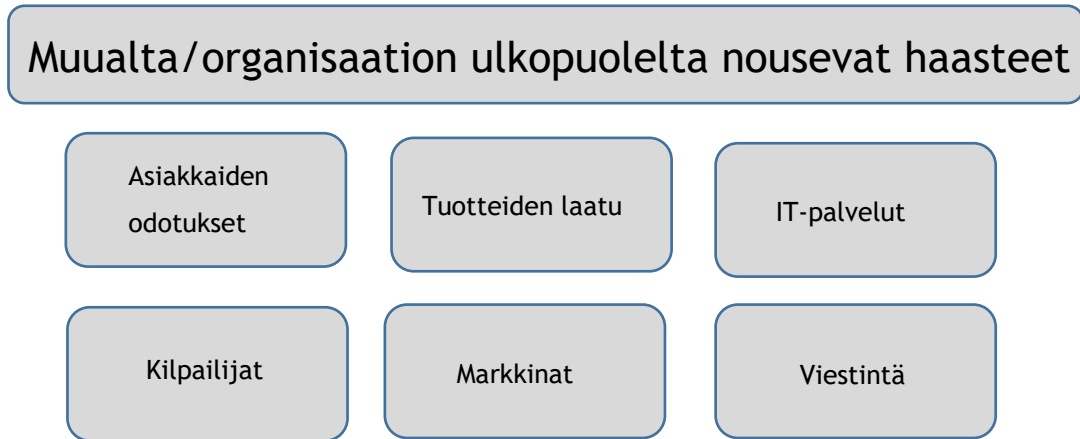 Muualta/organisaation ulkopuolelta nousevat haasteet
Asiakkaiden
odotukset
Tuotteiden laatu
IT-palvelut
Kilpailijat
Markkinat
Viestintä